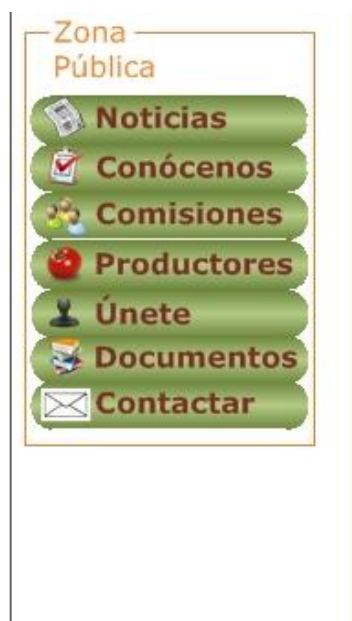 Zona
Pública
Noticias
Conócenos
Comisiones
Productores
Únete
Documentos
Contactar